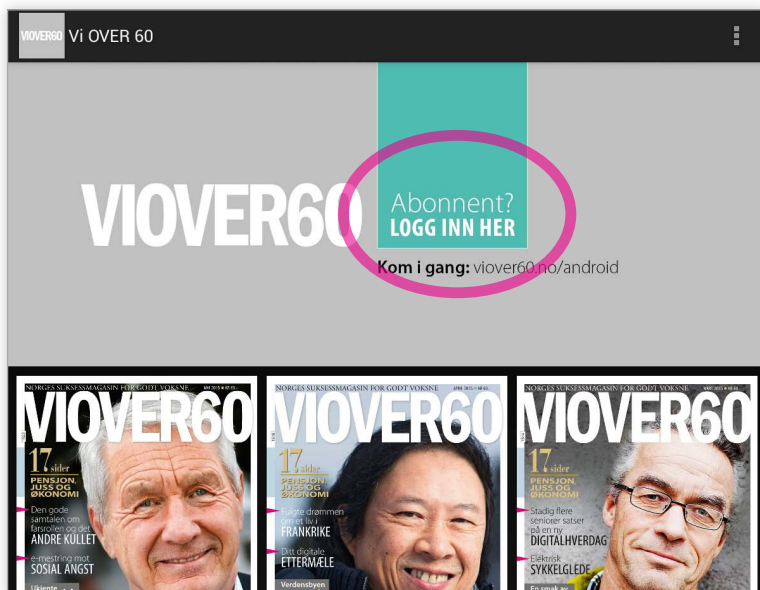 VIOVER60 Vi OVER 60
VIOVER60
Abonnent?
LOGG INN HER
Kom i gang: viover60.no/android
NORGES SUKSESSMAGASIN FOR GODT VOKSNE
VIOVER60
17 sider
PENSJON,
JUSS OG
ØKONOMI
Den gode
samtalen om
farsrollen og det
ANDRE KULLET
e-mestring mot
SOSIAL ANGST
Ukjente
NORGES SUKSESSMAGASIN FOR GODT VOKSNE
VIOVER60
17 sider
PENSJON,
JUSS OG
ØKONOMI
Fulgte drømmen
om et liv i
FRANKRIKE
Ditt digitale
ETTERMÆLE
Verdensbyen
NORGES SUKSESSMAGASIN FOR GODT VOKSNE
VIOVER60
17 sider
PENSJON,
JUSS OG
ØKONOMI
Stadig flere
seniorer satser
på en ny
DIGITALHVERDAG
Elektrisk
SYKKELGLEDE
En smak av